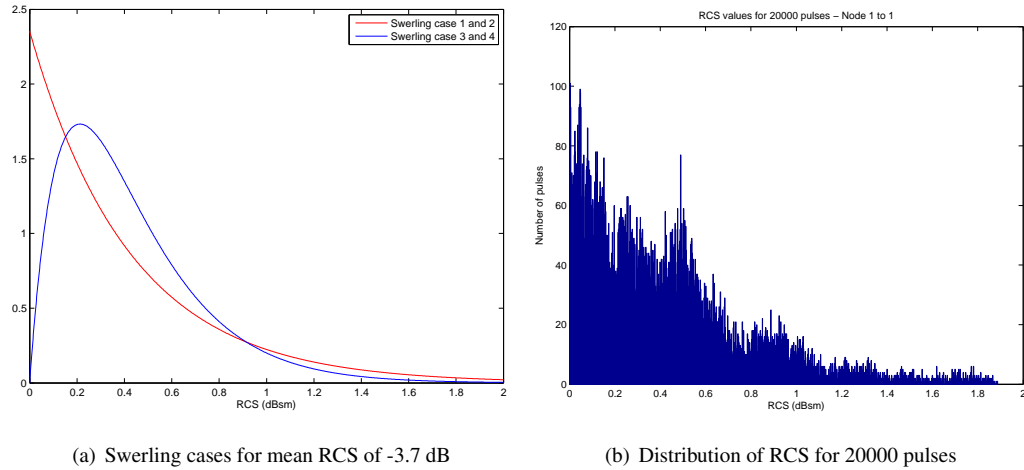 2.5
2
1.5
1
0.5
0
0 0.2 0.4 0.6 0.8 1 1.2 1.4 1.6 1.8 2
RCS (dBsm)
Swerling case 1 and 2
Swerling case 3 and 4
(a) Swerling cases for mean RCS of -3.7 dB
RCS values for 20000 pulses – Node 1 to 1
Number of pulses
120
100
80
60
40
20
0
0 0.2 0.4 0.6 0.8 1 1.2 1.4 1.6 1.8 2
RCS (dBsm)
(b) Distribution of RCS for 20000 pulses